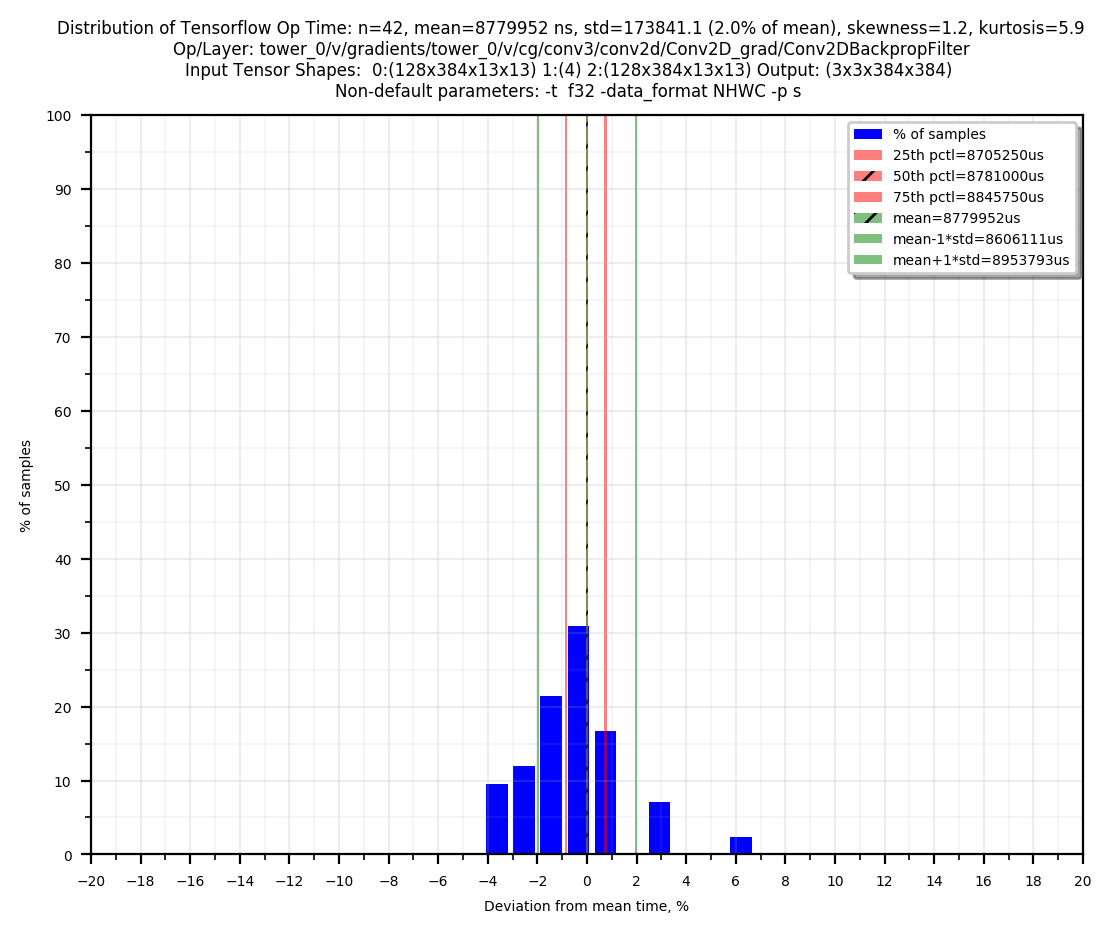 Distribution of Tensorflow Op Time: n=42, mean=8779952 ns, std=173841.1 (2.0% of mean), skewness=1.2, kurtosis=5.9
Op/Layer: tower_0/v/gradients/tower_0/v/cg/conv3/conv2d/Conv2D_grad/Conv2DBackpropFilter
Input Tensor Shapes:  0:(128x384x13x13) 1:(4) 2:(128x384x13x13) Output: (3x3x384x384)
Non-default parameters: -t  f32 -data_format NHWC -p s
% of samples
25th pctl=8705250us
50th pctl=8781000us
75th pctl=8845750us
mean=8779952us
mean-1*std=8606111us
mean+1*std=8953793us
100
90
80
70
60
50
40
30
20
10
0
% of samples
−20 −18 −16 −14 −12 −10 −8 −6 −4 −2 0 2 4 6 8 10 12 14 16 18 20
Deviation from mean time, %